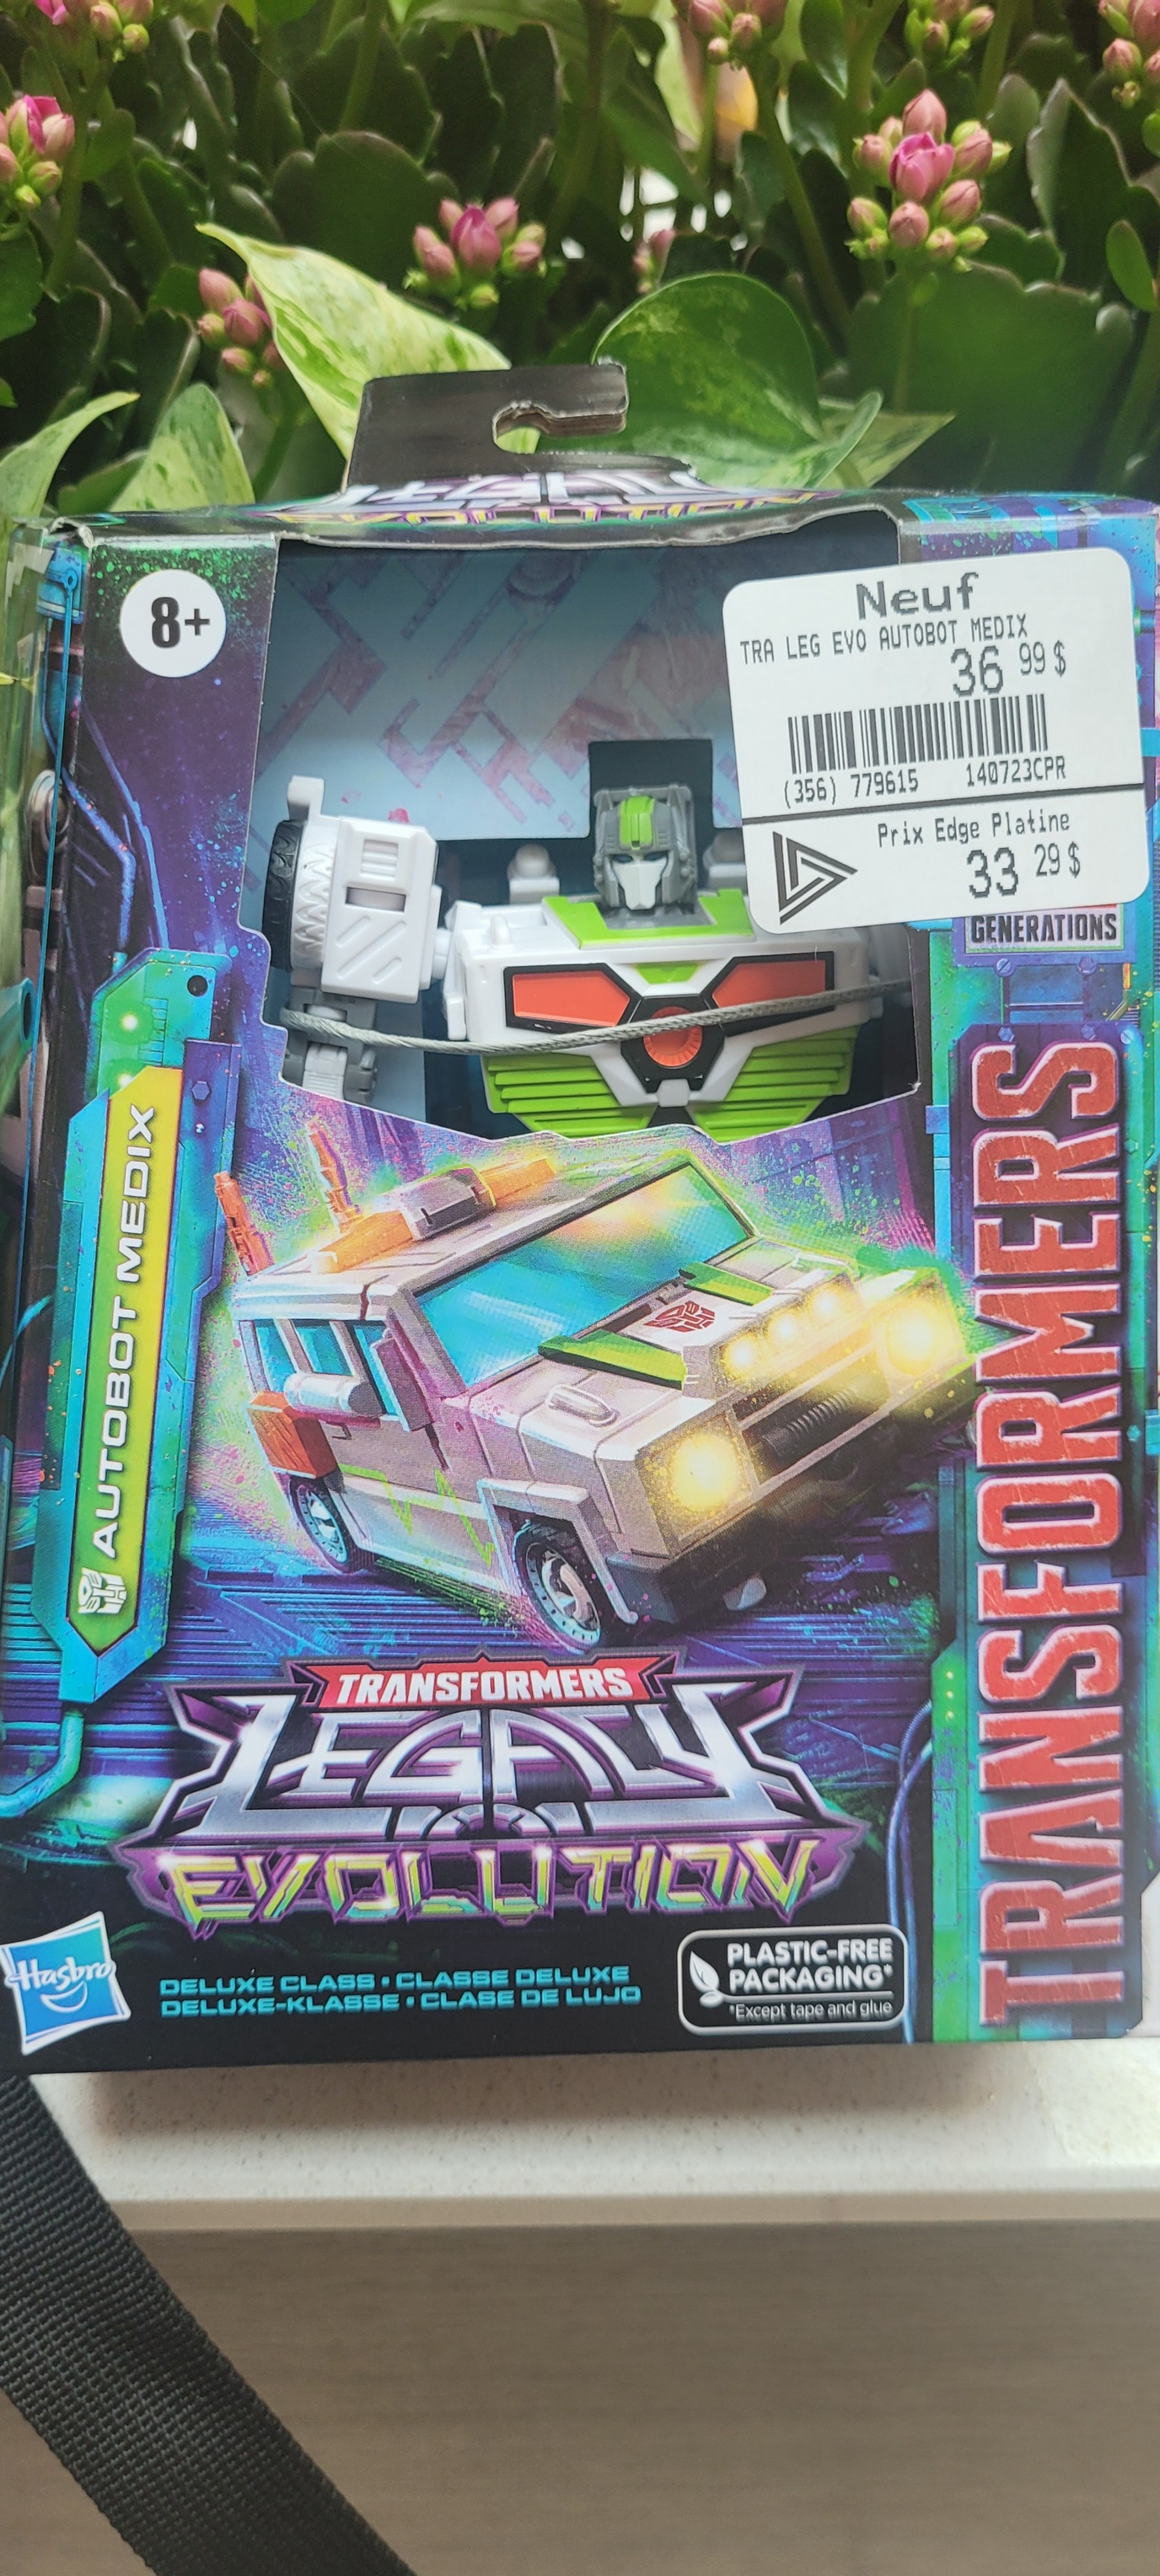 LEGACY
EVOLUTION
8+
Neuf
TRA LEG EVO AUTOBOT MEDIX
36 99 $
(356) 779615 140723CPR
Prix Edge Platine
33 29 $
GENERATIONS
TRANSFORMERS
AUTOBOT MEDIX
TRANSFORMERS
LEGACY
EVOLUTION
Hasbro
DELUXE CLASS • CLASSE DELUXE
DELUXE-KLASSE • CLASE DE LUJO
PLASTIC-FREE
PACKAGING*
*Except tape and glue